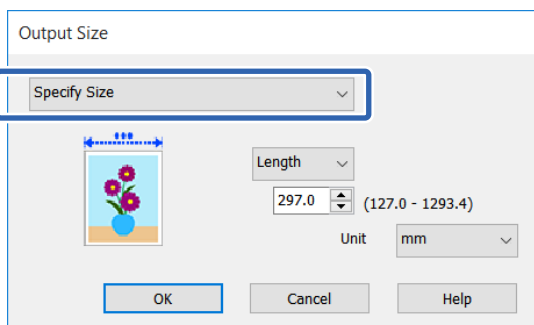 Output Size
Specify Size
Length
297.0 (127.0 - 1293.4)
Unit mm
OK Cancel Help